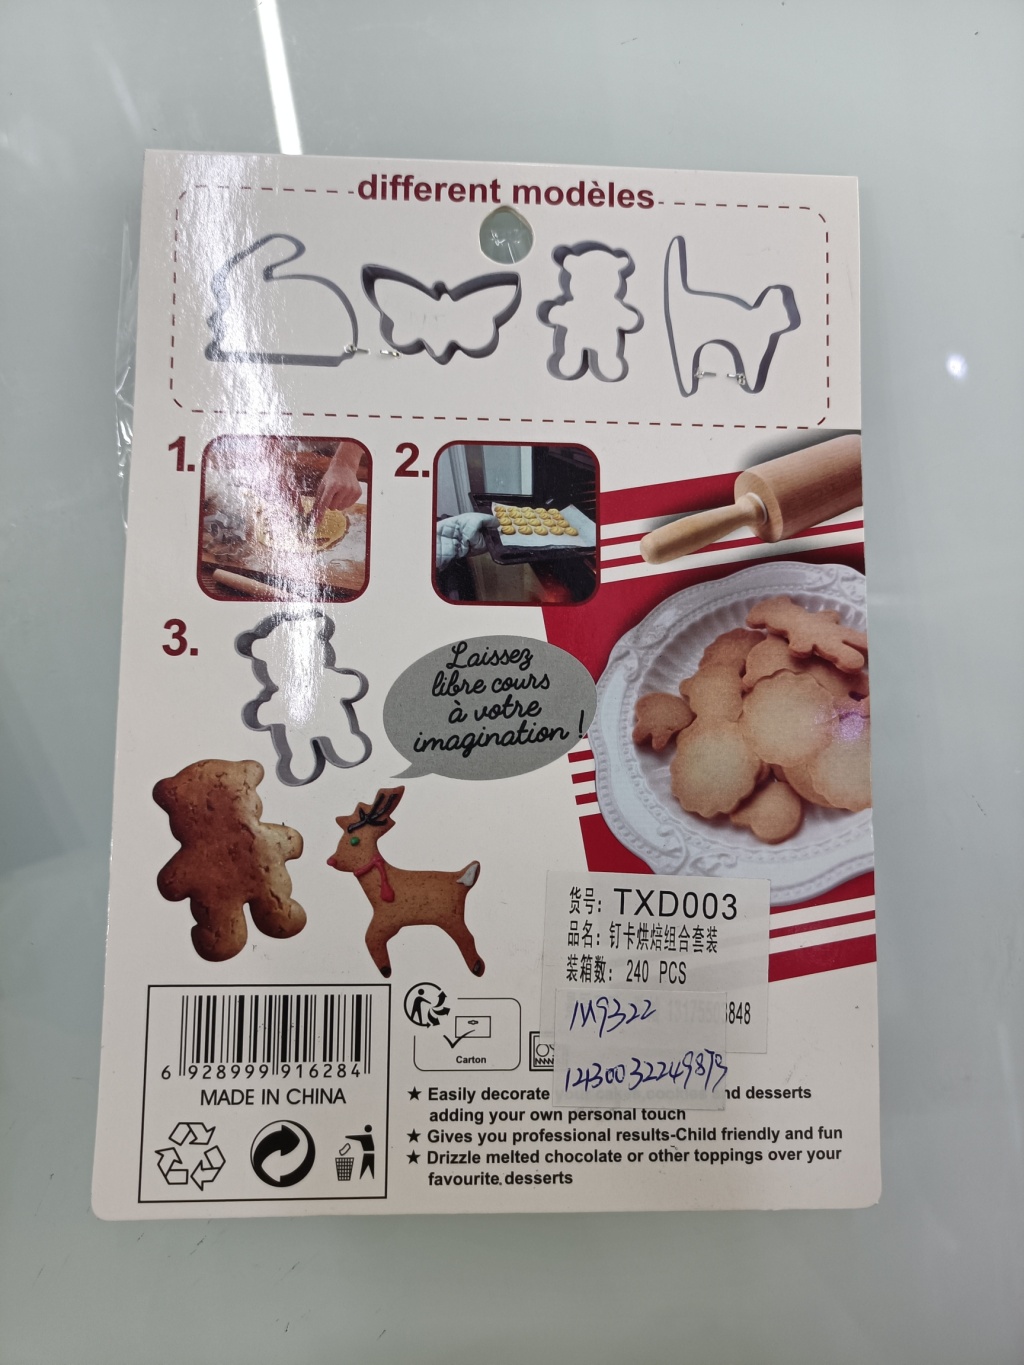 different modèles
1.
2.
3.
Laissez
libre cours
à votre
imagination !
货号: TXD003
品名: 钉卡烘焙组合套装
装箱数: 240 PCS
1M9322
848
Carton
6 928999 916284
MADE IN CHINA
★ Easily decorate nd desserts
adding your own personal touch
★ Gives you professional results-Child friendly and fun
★ Drizzle melted chocolate or other toppings over your
favourite desserts